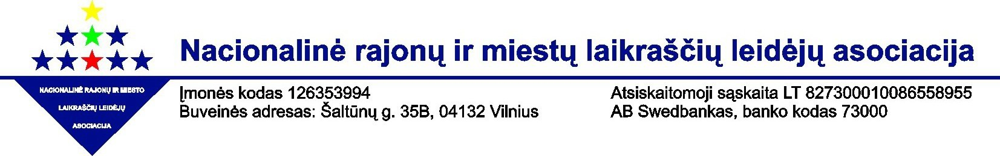 Nacionalinė rajonų ir miestų laikraščių leidėjų asociacija
NACIONALINĖ RAJONŲ IR MIESTO
LAIKRAŠČIŲ LEIDĖJŲ
ASOCIACIJA
Įmonės kodas 126353994
Buveinės adresas: Šaltūnų g. 35B, 04132 Vilnius
Atsiskaitomoji sąskaita LT 827300010086558955
AB Swedbankas, banko kodas 73000